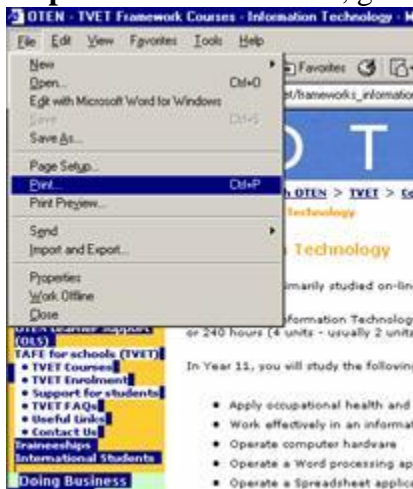 OTEN - TVET Framework Courses - Information Technology -
File Edit View Favorites Tools Help
New
Open... Ctrl+O
Edit with Microsoft Word for Windows
Save Ctrl+S
Save As...
Page Setup...
Print... Ctrl+P
Print Preview...
Send
Import and Export...
Properties
Work Offline
Close
Favorites
O T
OTEN > TVET >
Technology
Technology
studied on-line
Information Technology
or 240 hours (4 units - usually 2 units
In Year 11, you will study the following
Apply occupational health and
Work effectively in an
Operate computer hardware
Operate a Word processing
Operate a Spreadsheet
OTEN Learner Support
(OLS)
TAFE for schools (TVET)
TVET Courses
TVET Enrolment
Support for students
TVET FAQs
Useful Links
Contact Us
Traineeships
International Students
Doing Business